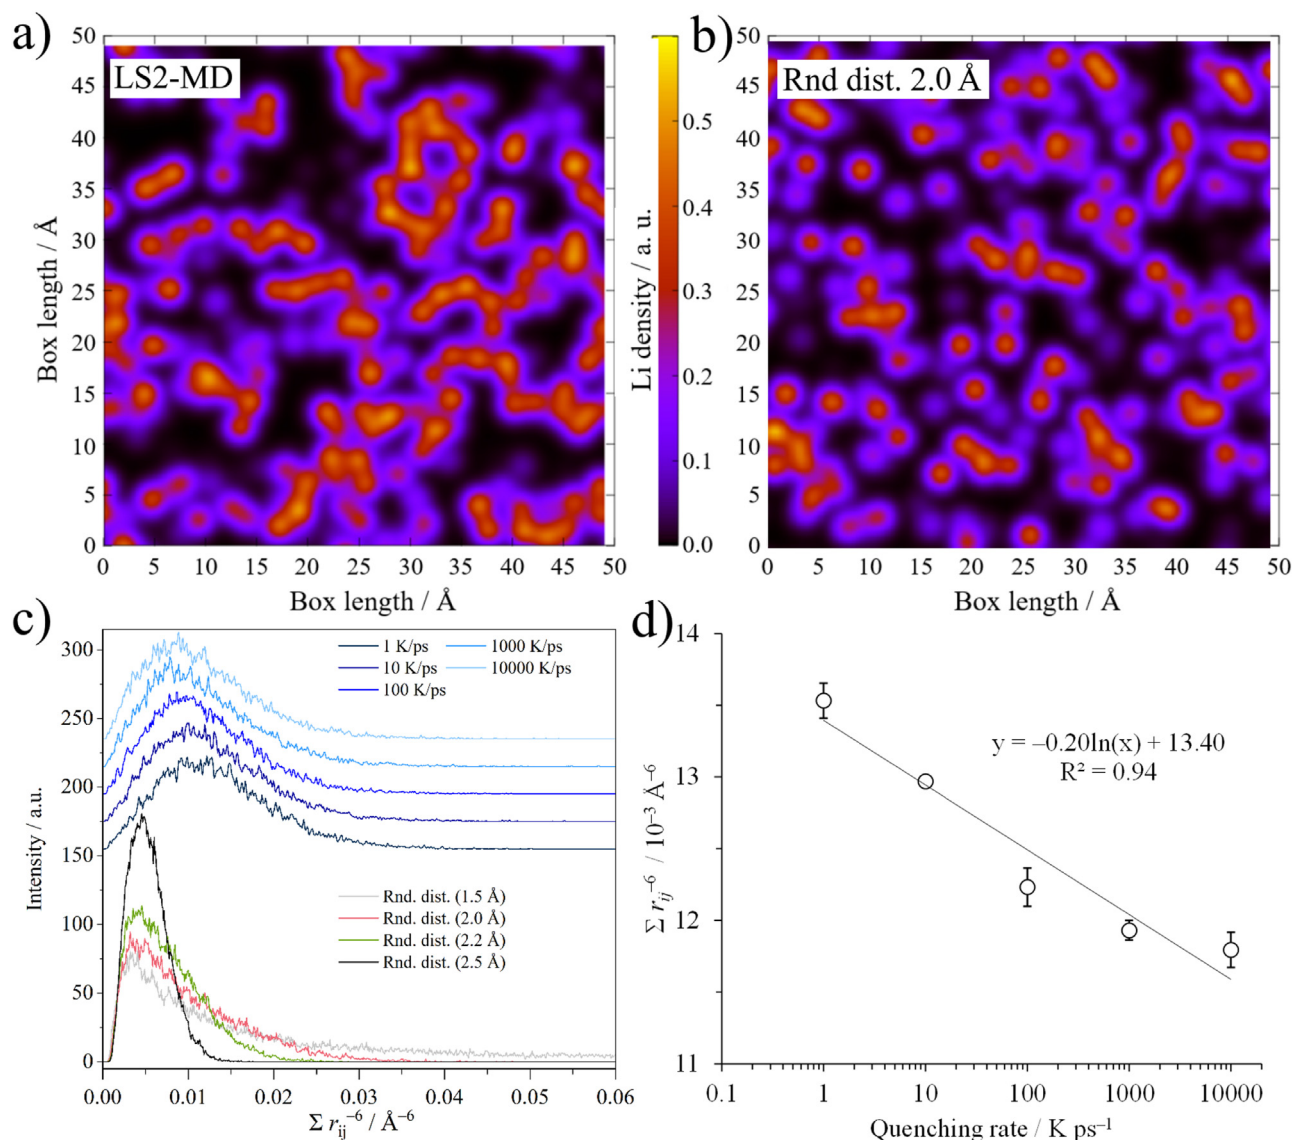 a)
50
45
40
35
30
25
20
15
10
5
0
Box length / Å
LS2-MD
0 5 10 15 20 25 30 35 40 45 50
Box length / Å
0.5
0.4
0.3
0.2
0.1
0.0
Li density / a. u.
b)
50
45
40
35
30
25
20
15
10
5
0
Rnd dist. 2.0 Å
0 5 10 15 20 25 30 35 40 45 50
Box length / Å
c)
300
250
200
150
100
50
0
Intensity / a.u.
1 K/ps 1000 K/ps
10 K/ps 10000 K/ps
100 K/ps
Rnd. dist. (1.5 Å)
Rnd. dist. (2.0 Å)
Rnd. dist. (2.2 Å)
Rnd. dist. (2.5 Å)
0.00 0.01 0.02 0.03 0.04 0.05 0.06
Σ r_ij⁻⁶ / Å⁻⁶
d)
14
13
12
11
Σ r_ij⁻⁶ / 10⁻³ Å⁻⁶
y = –0.20ln(x) + 13.40
R² = 0.94
0.1 1 10 100 1000 10000
Quenching rate / K ps⁻¹